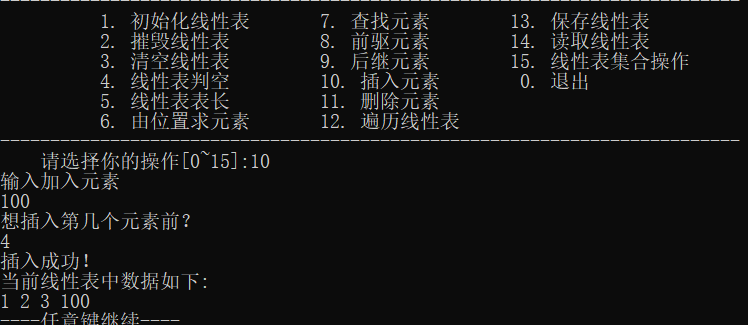 1. 初始化线性表 7. 查找元素 13. 保存线性表
2. 摧毁线性表 8. 前驱元素 14. 读取线性表
3. 清空线性表 9. 后继元素 15. 线性表集合操作
4. 线性表判空 10. 插入元素 0. 退出
5. 线性表表长 11. 删除元素
6. 由位置求元素 12. 遍历线性表
请选择你的操作[0~15]:10
输入加入元素
100
想插入第几个元素前？
4
插入成功！
当前线性表中数据如下:
1 2 3 100
----任意键继续----